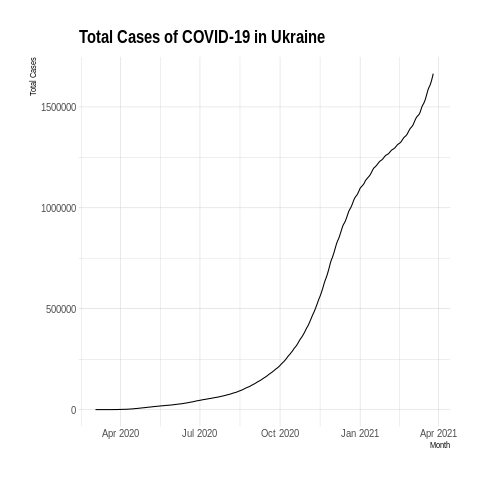 Total Cases of COVID-19 in Ukraine
Total Cases
1500000
1000000
500000
0
Apr 2020 Jul 2020 Oct 2020 Jan 2021 Apr 2021
Month